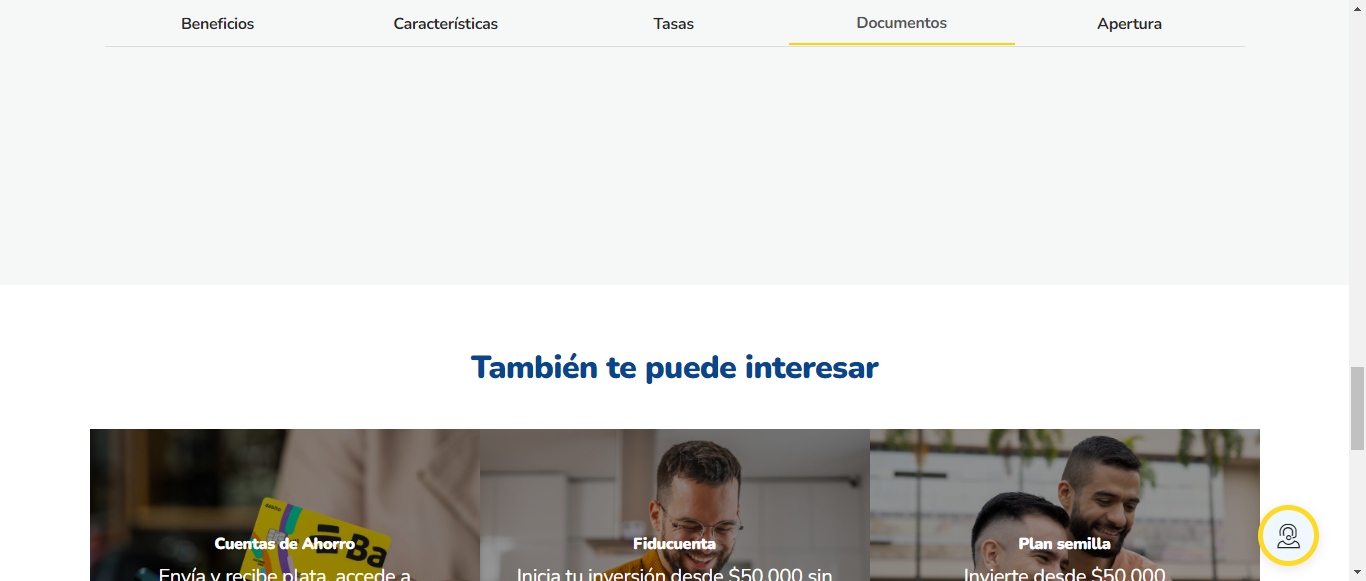 Beneficios
Características
Tasas
Documentos
Apertura
También te puede interesar
Ba
Cuentas de Ahorro
Fiducuenta
Plan semilla
Envía y recibe plata, accede a
Inicia tu inversión desde $50.000 sin
Invierte desde $50.000